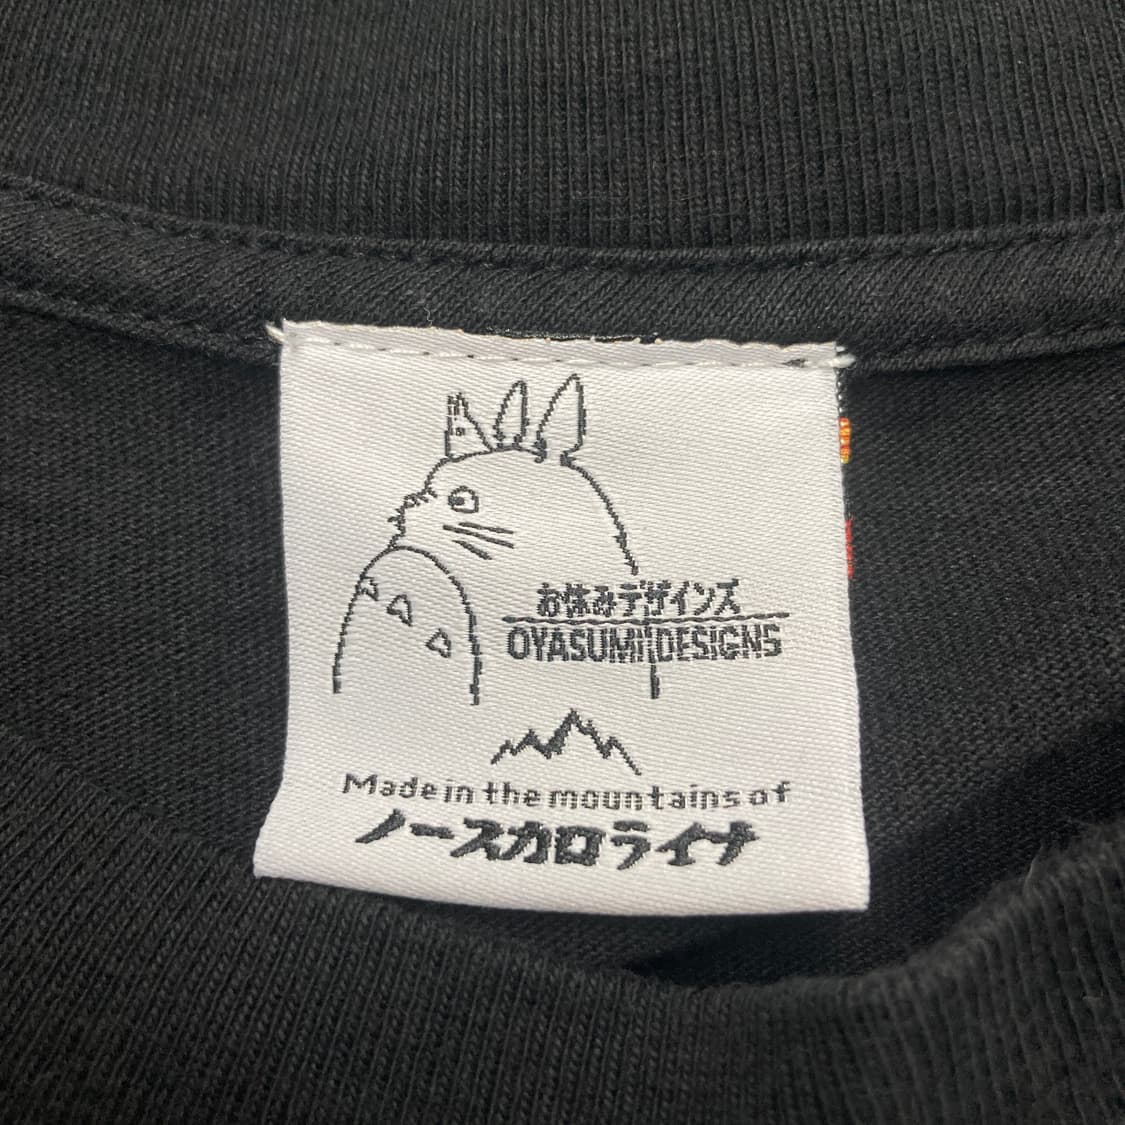 お休みデザインズ
OYASUMI DESIGNS
Made in the mountains of
ノースカロライナ